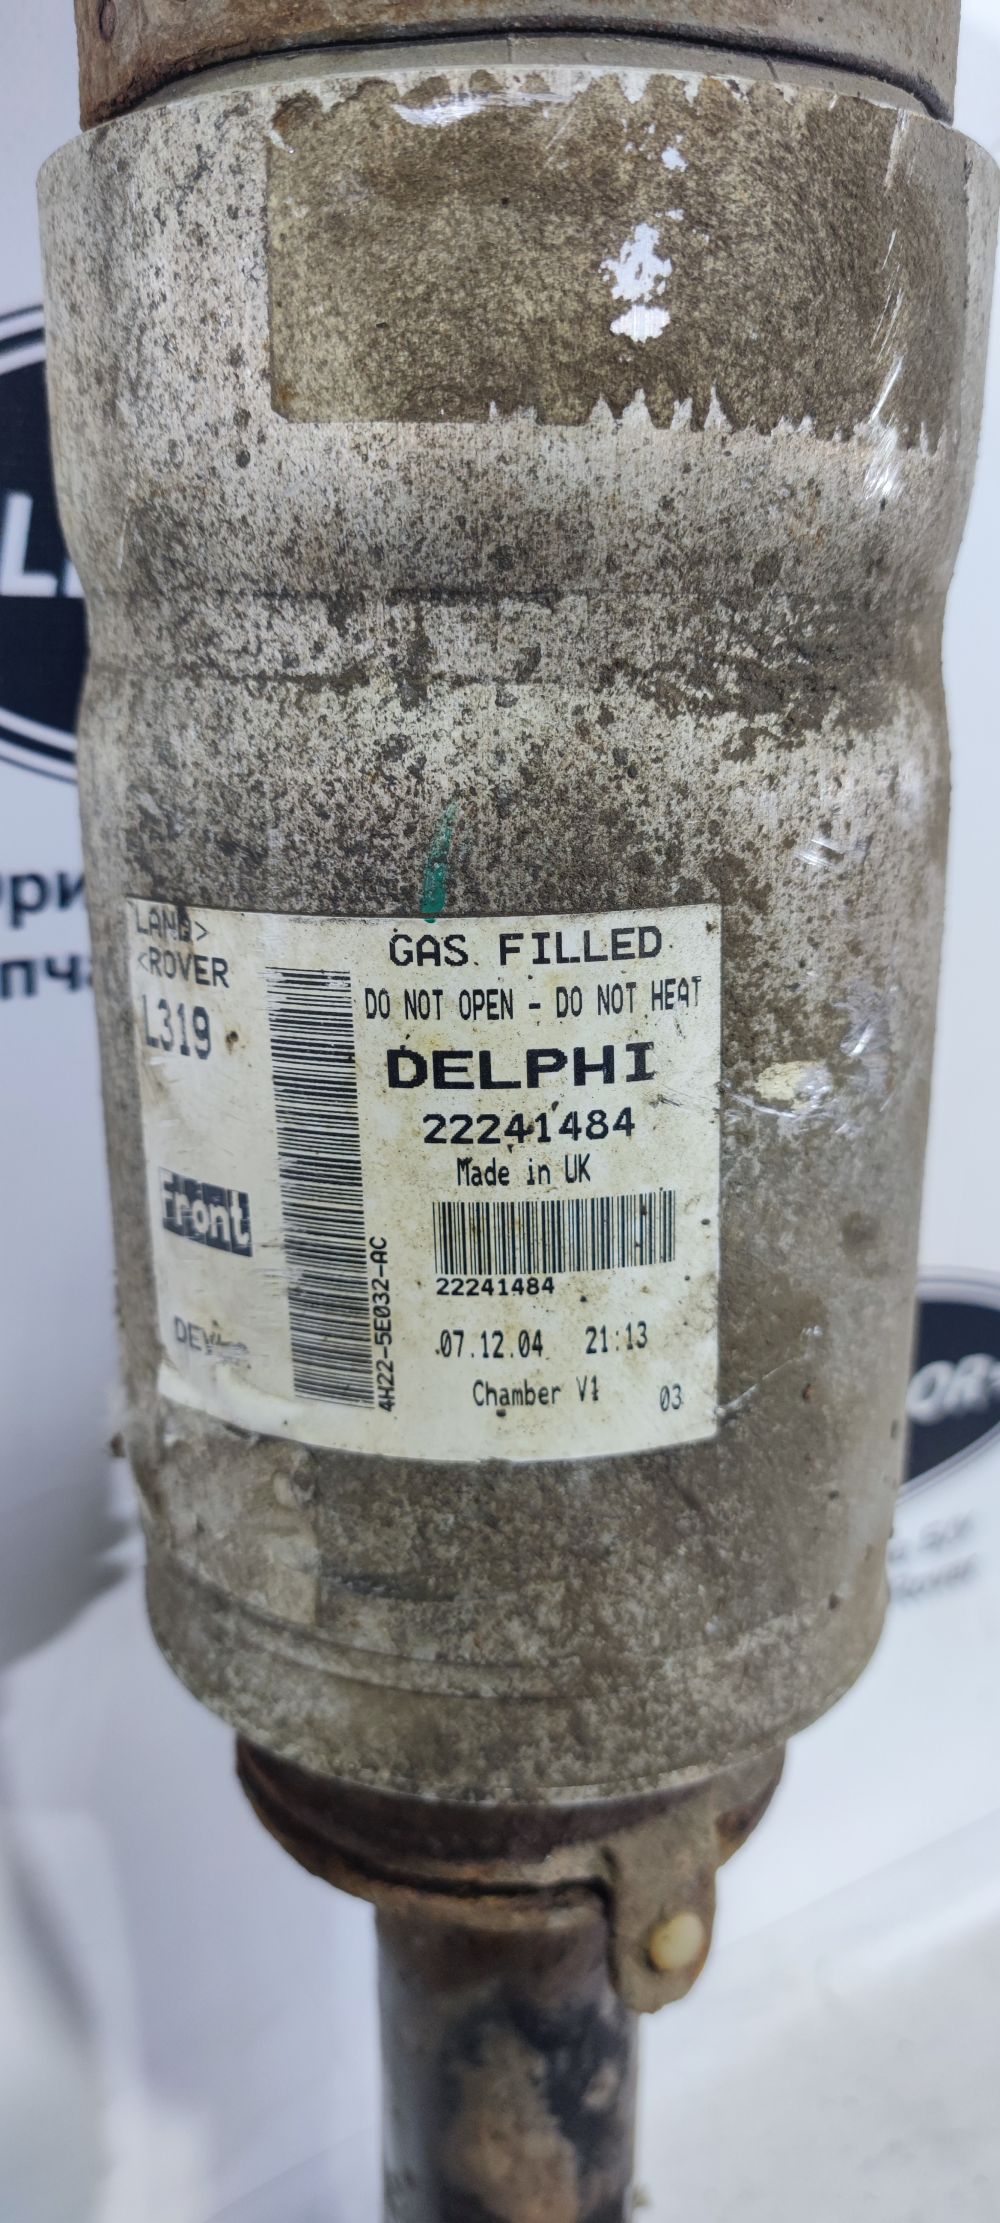 LAND>
<ROVER
L319
Front
GAS FILLED
DO NOT OPEN - DO NOT HEAT
DELPHI
22241484
Made in UK
22241484
07.12.04 21:13
Chamber V1 03
4H22-5E032-AC